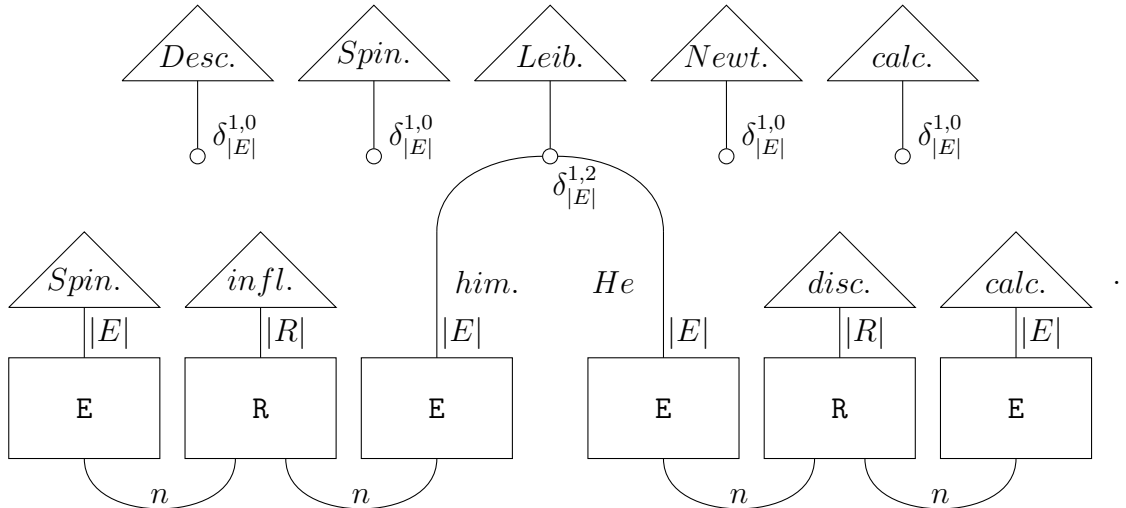 Desc. Spin. Leib. Newt. calc.
δ^{1,0}_{|E|} δ^{1,0}_{|E|} δ^{1,2}_{|E|} δ^{1,0}_{|E|} δ^{1,0}_{|E|}
Spin. infl. him. He disc. calc. .
|E| |R| |E| |E| |R| |E|
E R E E R E
n n n n